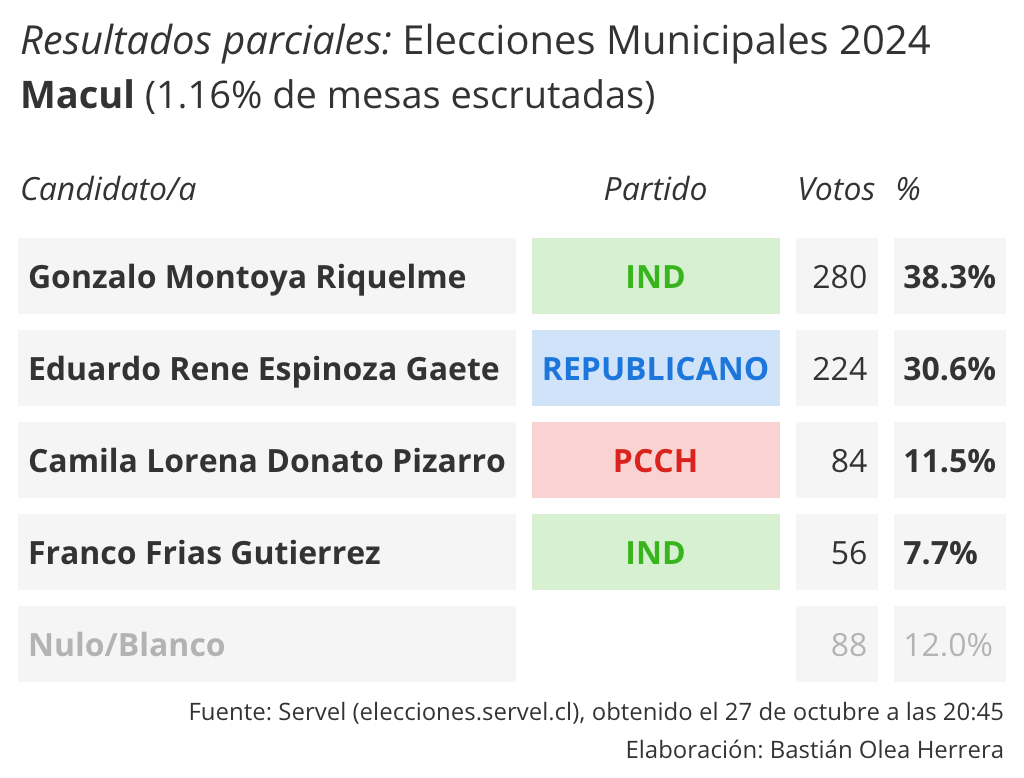 Resultados parciales: Elecciones Municipales 2024
Macul (1.16% de mesas escrutadas)
Candidato/a Partido Votos %
Gonzalo Montoya Riquelme IND 280 38.3%
Eduardo Rene Espinoza Gaete REPUBLICANO 224 30.6%
Camila Lorena Donato Pizarro PCCH 84 11.5%
Franco Frias Gutierrez IND 56 7.7%
Nulo/Blanco 88 12.0%
Fuente: Servel (elecciones.servel.cl), obtenido el 27 de octubre a las 20:45
Elaboración: Bastián Olea Herrera